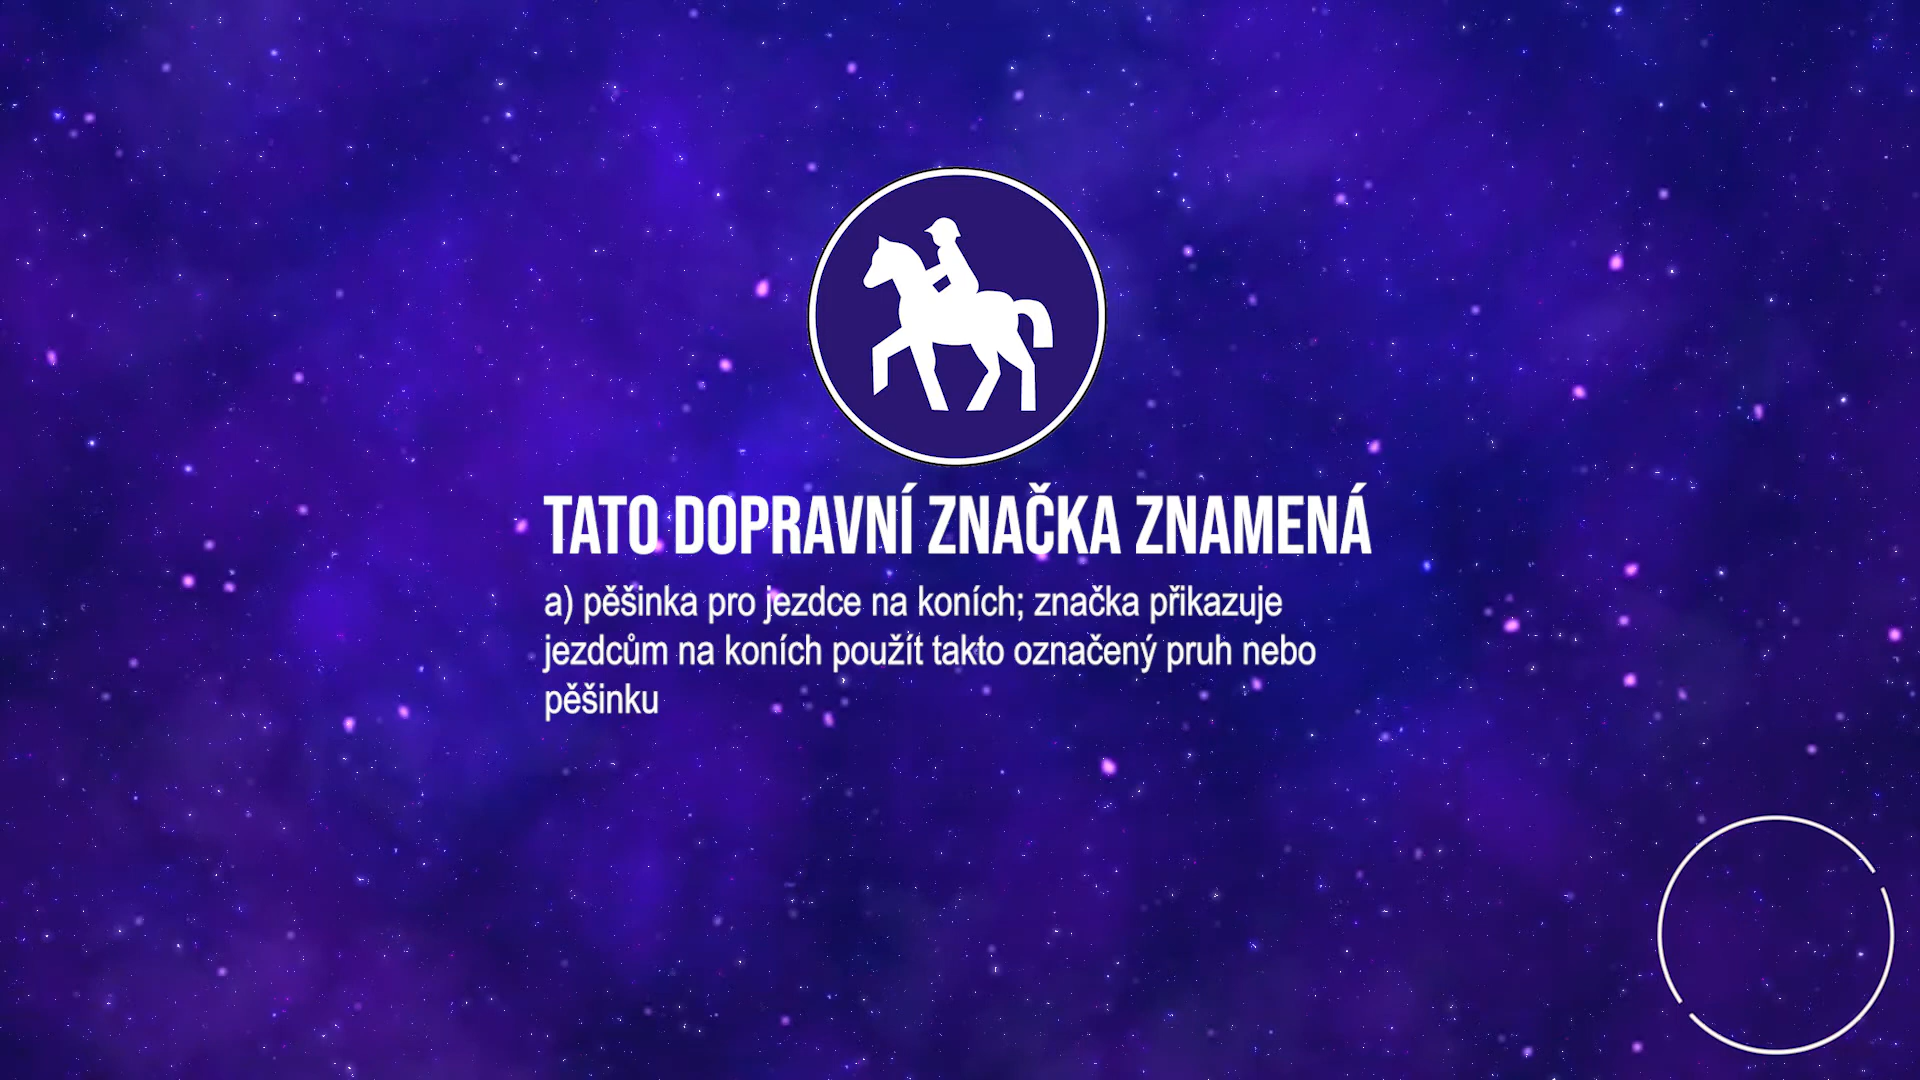 TATO DOPRAVNÍ ZNAČKA ZNAMENÁ
a) pěšinka pro jezdce na koních; značka přikazuje
jezdcům na koních použít takto označený pruh nebo
pěšinku